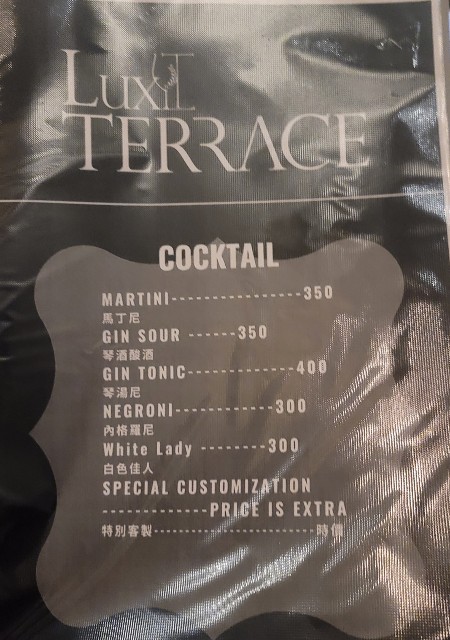 LUXIT
TERRACE
COCKTAIL
MARTINI----------------350
馬丁尼
GIN SOUR ------350
琴酒酸酒
GIN TONIC-------------400
琴湯尼
NEGRONI------------300
內格羅尼
White Lady --------300
白色佳人
SPECIAL CUSTOMIZATION
-------------PRICE IS EXTRA
特別客製------------------------時價